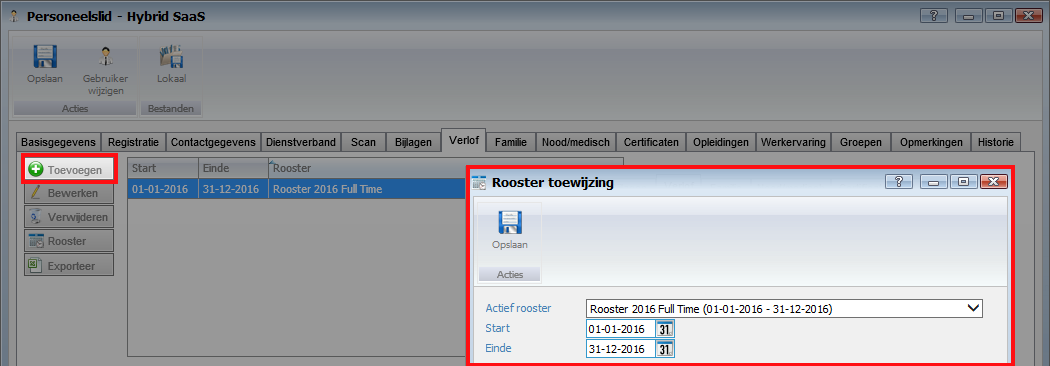 Personeelslid - Hybrid SaaS
Opslaan
Gebruiker
wijzigen
Lokaal
Acties
Bestanden
Basisgegevens Registratie Contactgegevens Dienstverband Scan Bijlagen Verlof Familie Nood/medisch Certificaten Opleidingen Werkervaring Groepen Opmerkingen Historie
Toevoegen
Bewerken
Verwijderen
Rooster
Exporteer
Start Einde Rooster
01-01-2016 31-12-2016 Rooster 2016 Full Time
Rooster toewijzing
Opslaan
Acties
Actief rooster Rooster 2016 Full Time (01-01-2016 - 31-12-2016)
Start 01-01-2016 31
Einde 31-12-2016 31